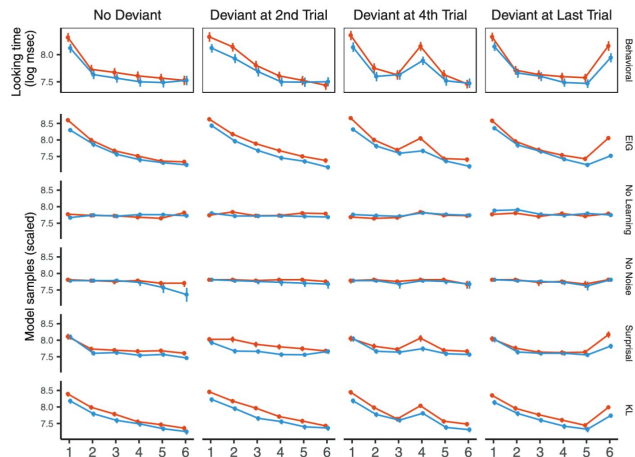 No Deviant Deviant at 2nd Trial Deviant at 4th Trial Deviant at Last Trial
Looking time
(log msec)
8.0
7.5
Behavioral
8.5
8.0
7.5
EIG
8.5
8.0
7.5
No Learning
Model samples (scaled)
8.5
8.0
7.5
No Noise
8.5
8.0
7.5
Surprisal
8.5
8.0
7.5
KL
1 2 3 4 5 6 1 2 3 4 5 6 1 2 3 4 5 6 1 2 3 4 5 6